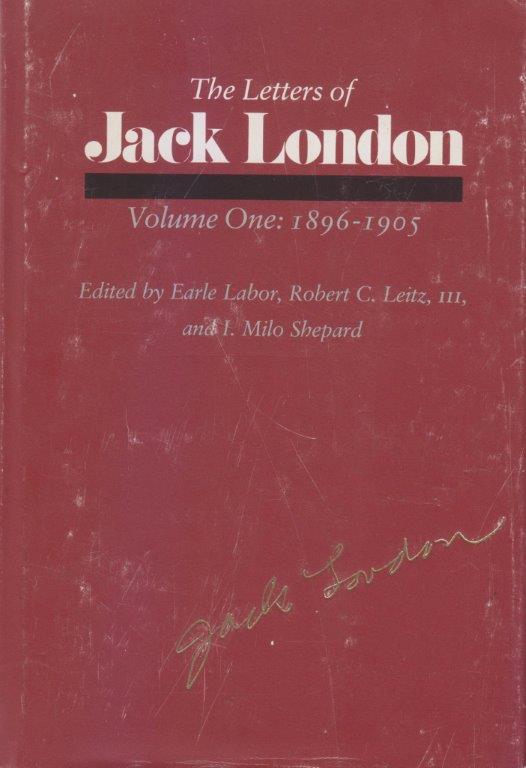 The Letters of
Jack London
Volume One: 1896-1905
Edited by Earle Labor, Robert C. Leitz, III,
and I. Milo Shepard
Jack London